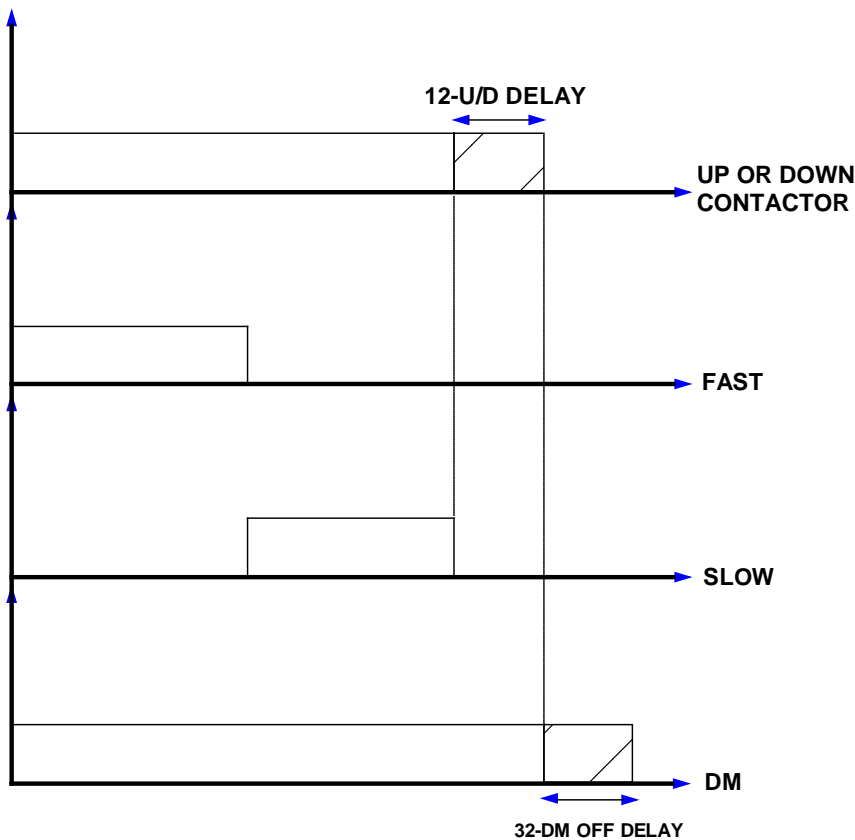 12-U/D DELAY
UP OR DOWN
CONTACTOR
FAST
SLOW
DM
32-DM OFF DELAY